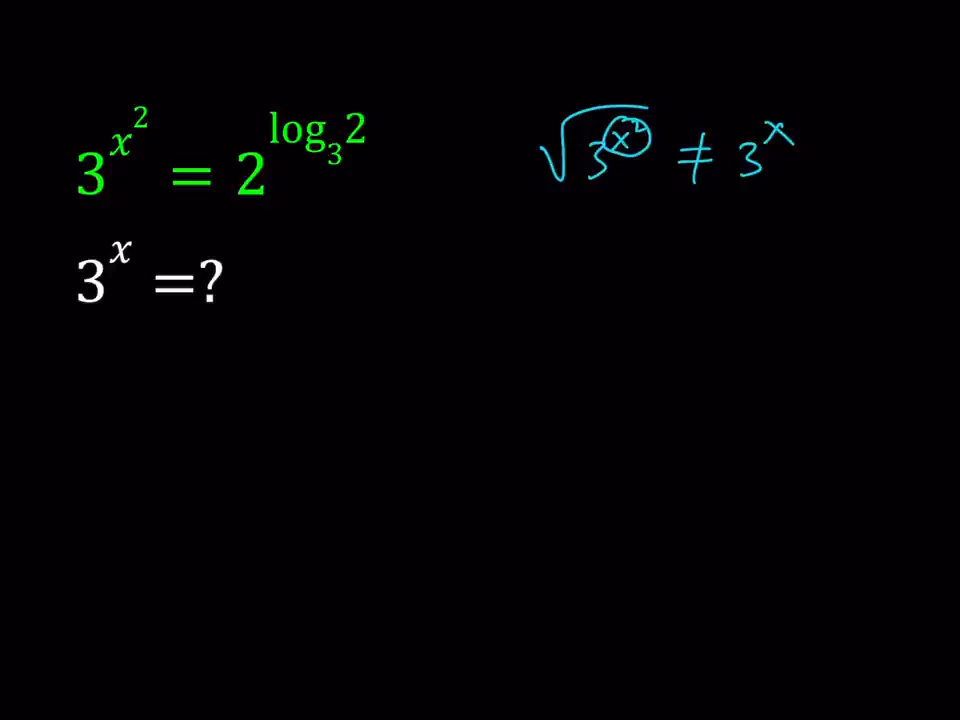 3^{x^2} = 2^{log_3 2}
√(3^{x^2}) ≠ 3^x
3^x =?